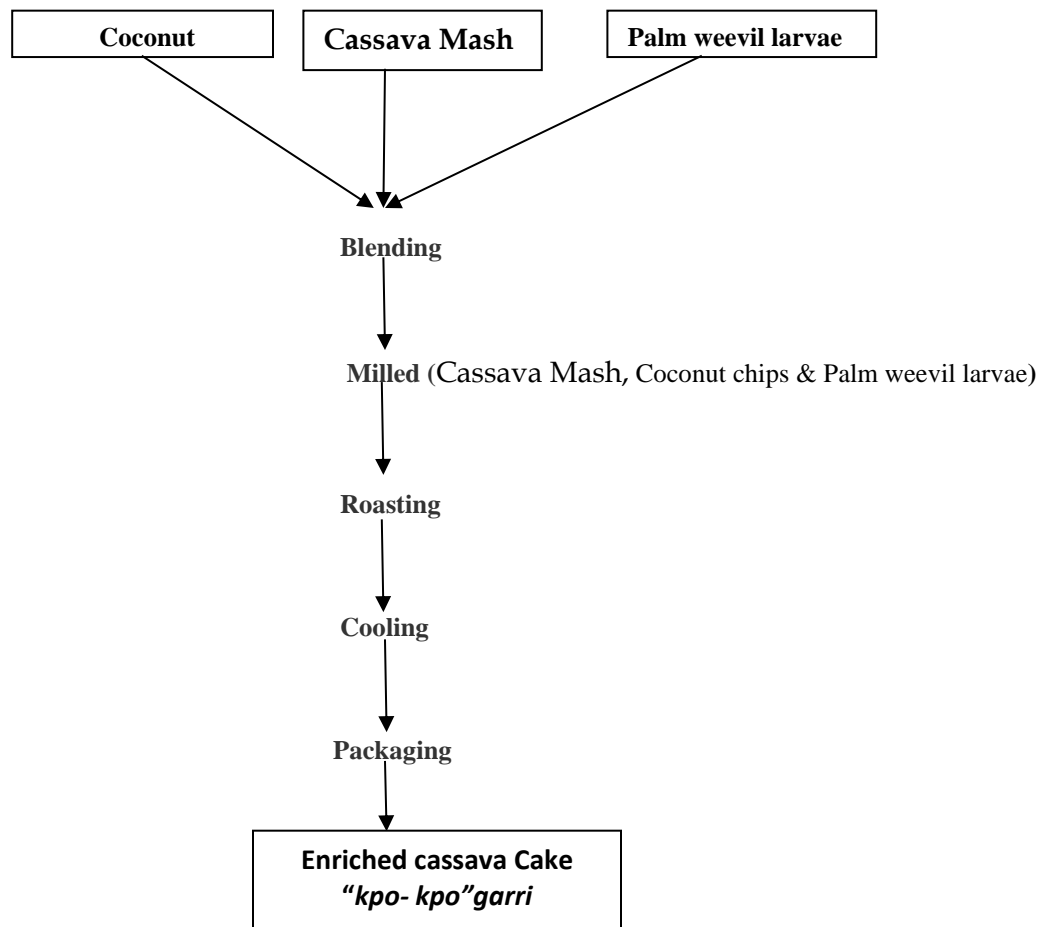 Coconut
Cassava Mash
Palm weevil larvae
Blending
Milled (Cassava Mash, Coconut chips & Palm weevil larvae)
Roasting
Cooling
Packaging
Enriched cassava Cake
“kpo- kpo”garri